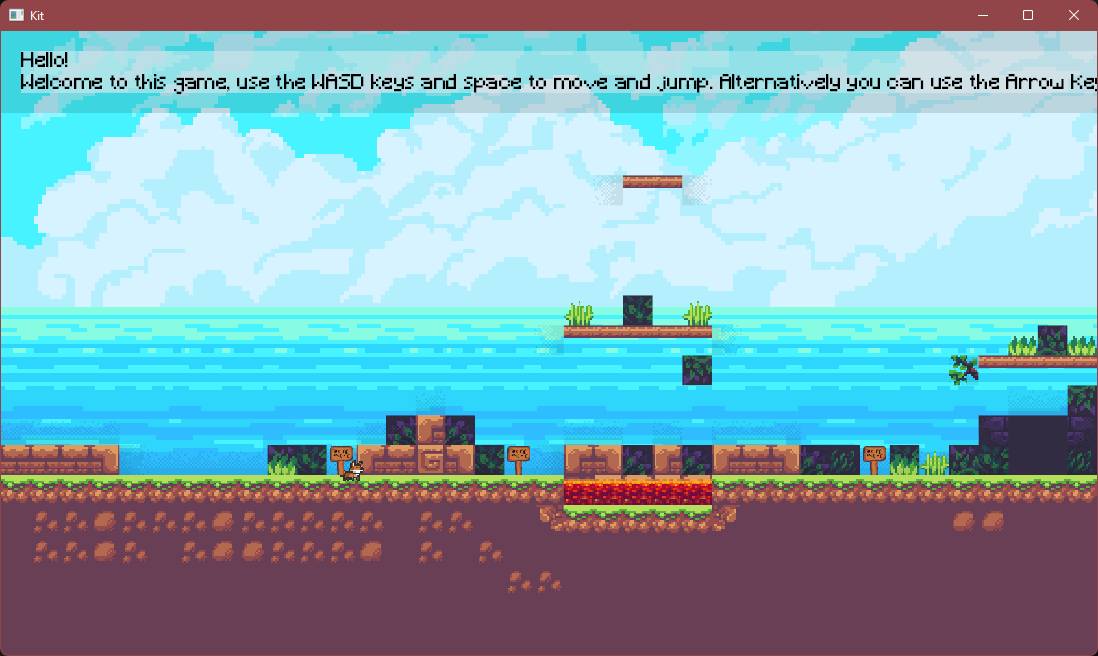 Kit
Hello!
Welcome to this game, use the WASD keys and space to move and jump. Alternatively you can use the Arrow